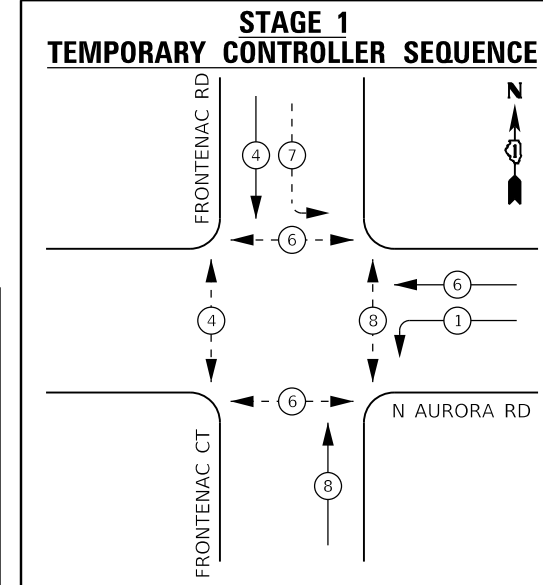 STAGE 1
TEMPORARY CONTROLLER SEQUENCE
FRONTENAC RD
N
1
4
7
6
6
4
8
1
6
N AURORA RD
FRONTENAC CT
8